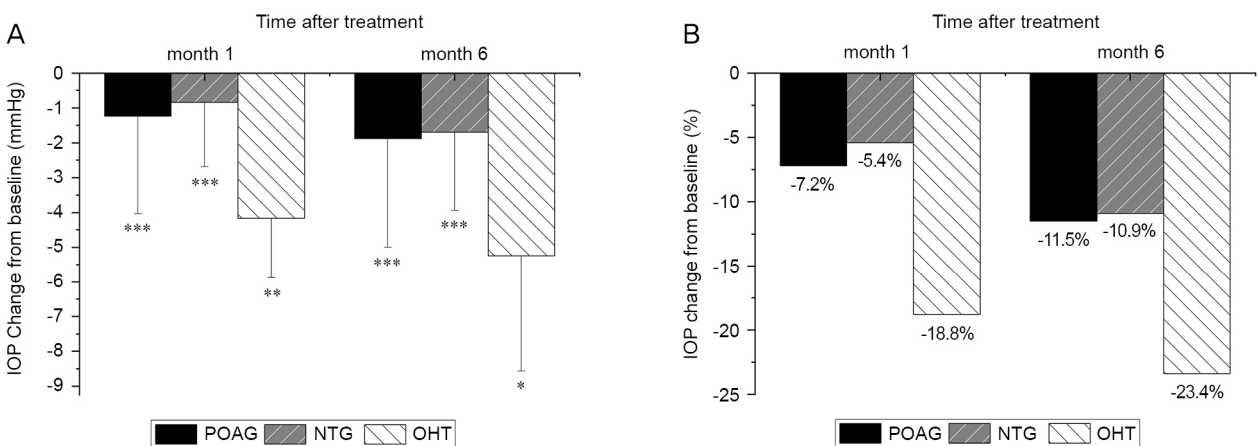 A
Time after treatment
month 1
month 6
IOP Change from baseline (mmHg)
0
-1
-2
-3
-4
-5
-6
-7
-8
-9
***
***
**
***
***
*
POAG
NTG
OHT
B
Time after treatment
month 1
month 6
IOP change from baseline (%)
0
-5
-10
-15
-20
-25
-7.2%
-5.4%
-18.8%
-11.5%
-10.9%
-23.4%
POAG
NTG
OHT